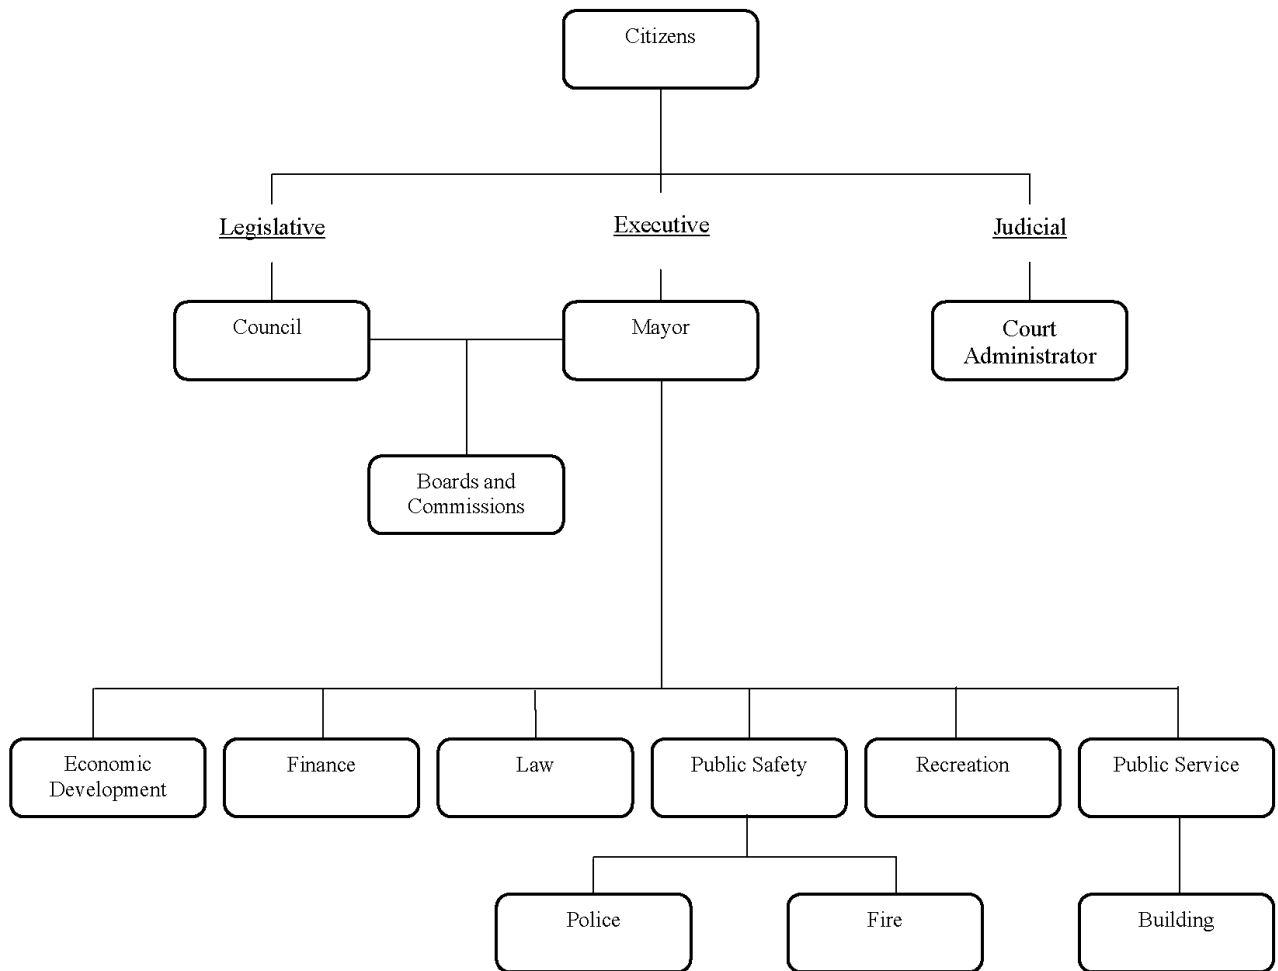 Citizens
Legislative
Executive
Judicial
Council
Mayor
Court
Administrator
Boards and
Commissions
Economic
Development
Finance
Law
Public Safety
Recreation
Public Service
Police
Fire
Building